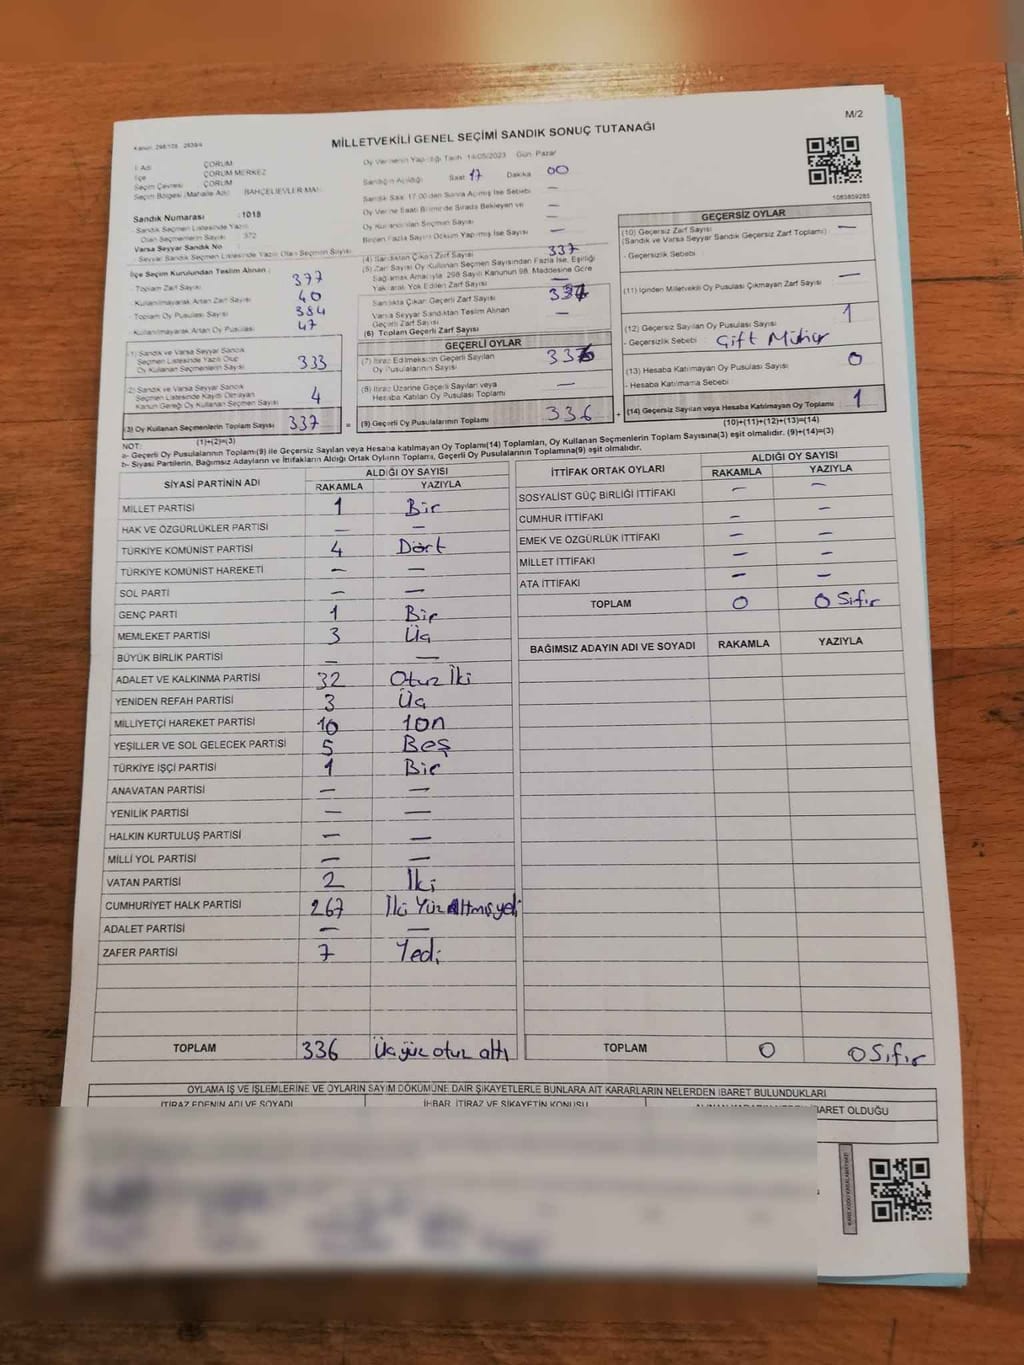 M/2
MİLLETVEKİLİ GENEL SEÇİMİ SANDIK SONUÇ TUTANAĞI
İl Adı ÇORUM
İlçe ÇORUM MERKEZ
Seçim Çevresi ÇORUM
Seçim Bölgesi (Mahalle Adı) BAHÇELİEVLER MAH.
Sandık Numarası : 1018
Sandık Seçmen Listesinde Yazılı
Olan Seçmenlerin Sayısı : 372
Varsa Seyyar Sandık No
Seyyar Sandık Seçmen Listesinde Yazılı Olan Seçmen Sayısı
İlçe Seçim Kurulundan Teslim Alınan :
Toplam Zarf Sayısı 377
Kullanılmayarak Artan Zarf Sayısı 40
Toplam Oy Pusulası Sayısı 384
Kullanılmayarak Artan Oy Pusulası 47
(1) Sandık ve Varsa Seyyar Sandık
Seçmen Listesinde Yazılı Olup
Oy Kullanan Seçmenlerin Sayısı 333
(2) Sandık ve Varsa Seyyar Sandık
Seçmen Listesinde Kaydı Olmayan
Kanun Gereği Oy Kullanan Seçmen Sayısı 4
(3) Oy Kullanan Seçmenlerin Toplam Sayısı 337
(1)+(2)=(3)
Oy Vermenin Yapıldığı Tarih 14/05/2023 Gün Pazar
Sandığın Açıldığı Saat 17 Dakika 00
Sandık Saat 17.00'den Sonra Açılmış İse Sebebi —
Oy Verme Saati Bitiminde Sırada Bekleyen ve
Oy Kullandırılan Seçmen Sayısı —
Birden Fazla Sayım Döküm Yapılmış İse Sayısı —
(4) Sandıktan Çıkan Zarf Sayısı 337
(5) Zarf Sayısı Oy Kullanan Seçmen Sayısından Fazla İse, Eşitliği
Sağlamak Amacıyla, 298 Sayılı Kanunun 98. Maddesine Göre
Yakılarak Yok Edilen Zarf Sayısı —
Sandıkta Çıkan Geçerli Zarf Sayısı 337
Varsa Seyyar Sandıktan Teslim Alınan
Geçerli Zarf Sayısı —
(6) Toplam Geçerli Zarf Sayısı
GEÇERLİ OYLAR
(7) İtiraz Edilmeksizin Geçerli Sayılan
Oy Pusulasının Sayısı 336
(8) İtiraz Üzerine Geçerli Sayılan veya
Hesaba Katılan Oy Pusulası Toplamı —
(9) Geçerli Oy Pusulalarının Toplamı 336
1083859285
GEÇERSİZ OYLAR
(10) Geçersiz Zarf Sayısı —
(Sandık ve Varsa Seyyar Sandık Geçersiz Zarf Toplamı)
- Geçersizlik Sebebi
(11) İçinden Milletvekili Oy Pusulası Çıkmayan Zarf Sayısı —
(12) Geçersiz Sayılan Oy Pusulası Sayısı 1
- Geçersizlik Sebebi Çift Mühür
(13) Hesaba Katılmayan Oy Pusulası Sayısı 0
- Hesaba Katılmama Sebebi
(14) Geçersiz Sayılan veya Hesaba Katılmayan Oy Toplamı 1
(10)+(11)+(12)+(13)=(14)
NOT:
a- Geçerli Oy Pusulalarının Toplamı(9) ile Geçersiz Sayılan veya Hesaba Katılmayan Oy Toplamı(14) Toplamları, Oy Kullanan Seçmenlerin Toplam Sayısına(3) eşit olmalıdır. (9)+(14)=(3)
b- Siyasi Partilerin, Bağımsız Adayların ve İttifakların Aldığı Ortak Oyların Toplamı, Geçerli Oy Pusulalarının Toplamına(9) eşit olmalıdır.
SİYASİ PARTİNİN ADI ALDIĞI OY SAYISI
RAKAMLA YAZIYLA
MİLLET PARTİSİ 1 Bir
HAK VE ÖZGÜRLÜKLER PARTİSİ — —
TÜRKİYE KOMÜNİST PARTİSİ 4 Dört
TÜRKİYE KOMÜNİST HAREKETİ — —
SOL PARTİ — —
GENÇ PARTİ 1 Bir
MEMLEKET PARTİSİ 3 Üç
BÜYÜK BİRLİK PARTİSİ — —
ADALET VE KALKINMA PARTİSİ 32 Otuz İki
YENİDEN REFAH PARTİSİ 3 Üç
MİLLİYETÇİ HAREKET PARTİSİ 10 10n
YEŞİLLER VE SOL GELECEK PARTİSİ 5 Beş
TÜRKİYE İŞÇİ PARTİSİ 1 Bir
ANAVATAN PARTİSİ — —
YENİLİK PARTİSİ — —
HALKIN KURTULUŞ PARTİSİ — —
MİLLİ YOL PARTİSİ — —
VATAN PARTİSİ 2 İki
CUMHURİYET HALK PARTİSİ 267 İki Yüz Altmışyedi
ADALET PARTİSİ — —
ZAFER PARTİSİ 7 Yedi
TOPLAM 336 Üçyüz otuz altı
İTTİFAK ORTAK OYLARI ALDIĞI OY SAYISI
RAKAMLA YAZIYLA
SOSYALİST GÜÇ BİRLİĞİ İTTİFAKI — —
CUMHUR İTTİFAKI — —
EMEK VE ÖZGÜRLÜK İTTİFAKI — —
MİLLET İTTİFAKI — —
ATA İTTİFAKI — —
TOPLAM 0 0 Sıfır
BAĞIMSIZ ADAYIN ADI VE SOYADI RAKAMLA YAZIYLA
TOPLAM 0 0 Sıfır
OYLAMA İŞ VE İŞLEMLERİNE VE OYLARIN SAYIM DÖKÜMÜNE DAİR ŞİKAYETLERLE BUNLARA AİT KARARLARIN NELERDEN İBARET BULUNDUKLARI
İTİRAZ EDENİN ADI VE SOYADI İHBAR, İTİRAZ VE ŞİKAYETİN KONUSU İBARET OLDUĞU